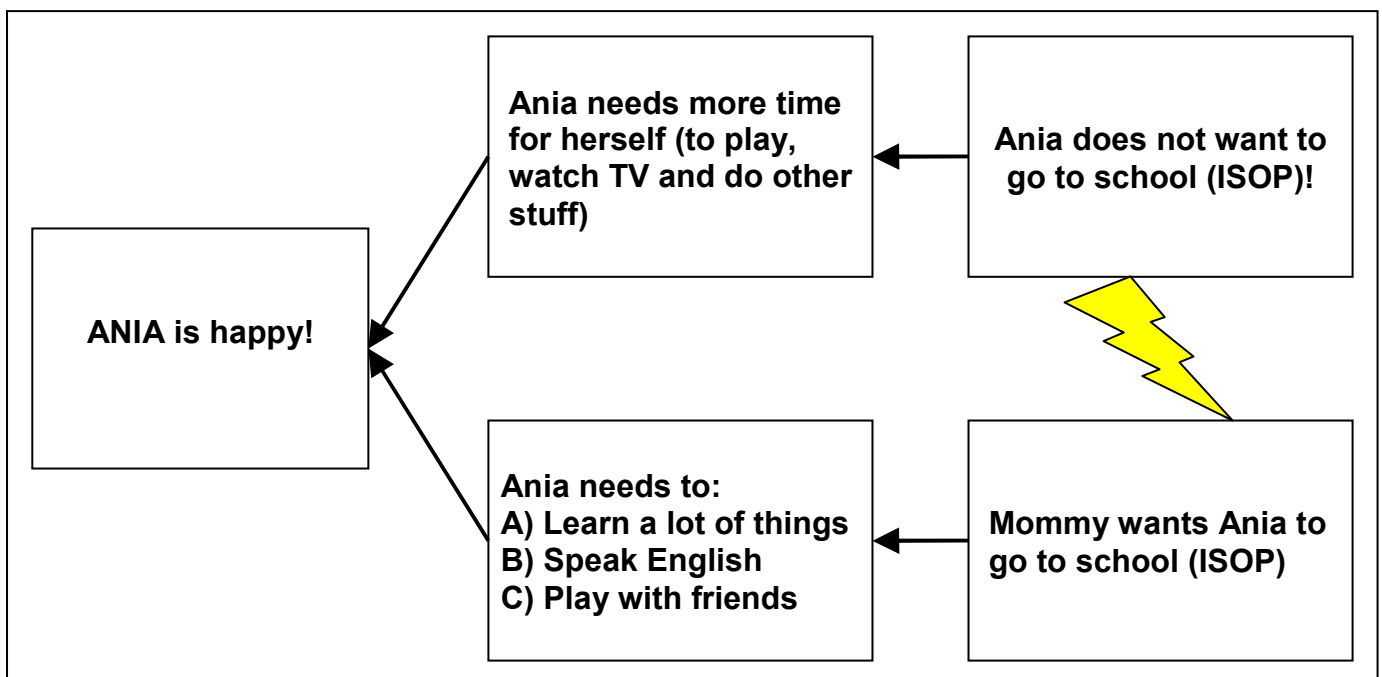 Ania needs more time
for herself (to play,
watch TV and do other
stuff)
Ania does not want to
go to school (ISOP)!
ANIA is happy!
Ania needs to:
A) Learn a lot of things
B) Speak English
C) Play with friends
Mommy wants Ania to
go to school (ISOP)